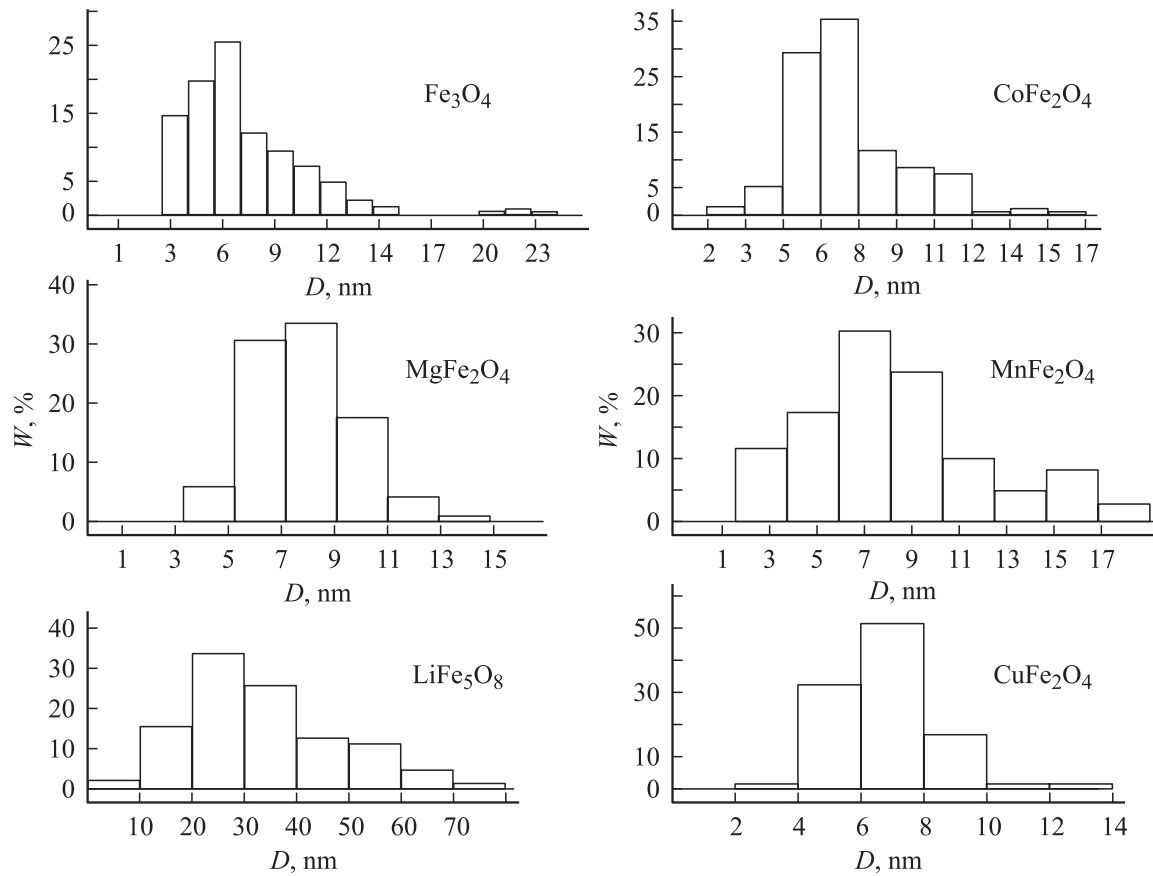 25
15
5
0
Fe3O4
1 3 6 9 12 14 17 20 23
D, nm
35
25
15
5
0
CoFe2O4
2 3 5 6 8 9 11 12 14 15 17
D, nm
W, %
40
30
20
10
0
MgFe2O4
1 3 5 7 9 11 13 15
D, nm
W, %
30
20
10
0
MnFe2O4
1 3 5 7 9 11 13 15 17
D, nm
40
30
20
10
0
LiFe5O8
10 20 30 40 50 60 70
D, nm
50
30
10
0
CuFe2O4
2 4 6 8 10 12 14
D, nm